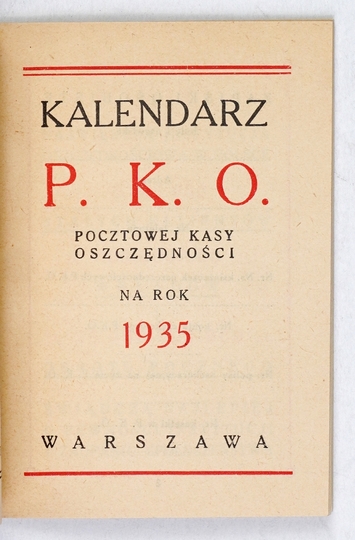 KALENDARZ
P. K. O.
POCZTOWEJ KASY
OSZCZĘDNOŚCI
NA ROK
1935
WARSZAWA